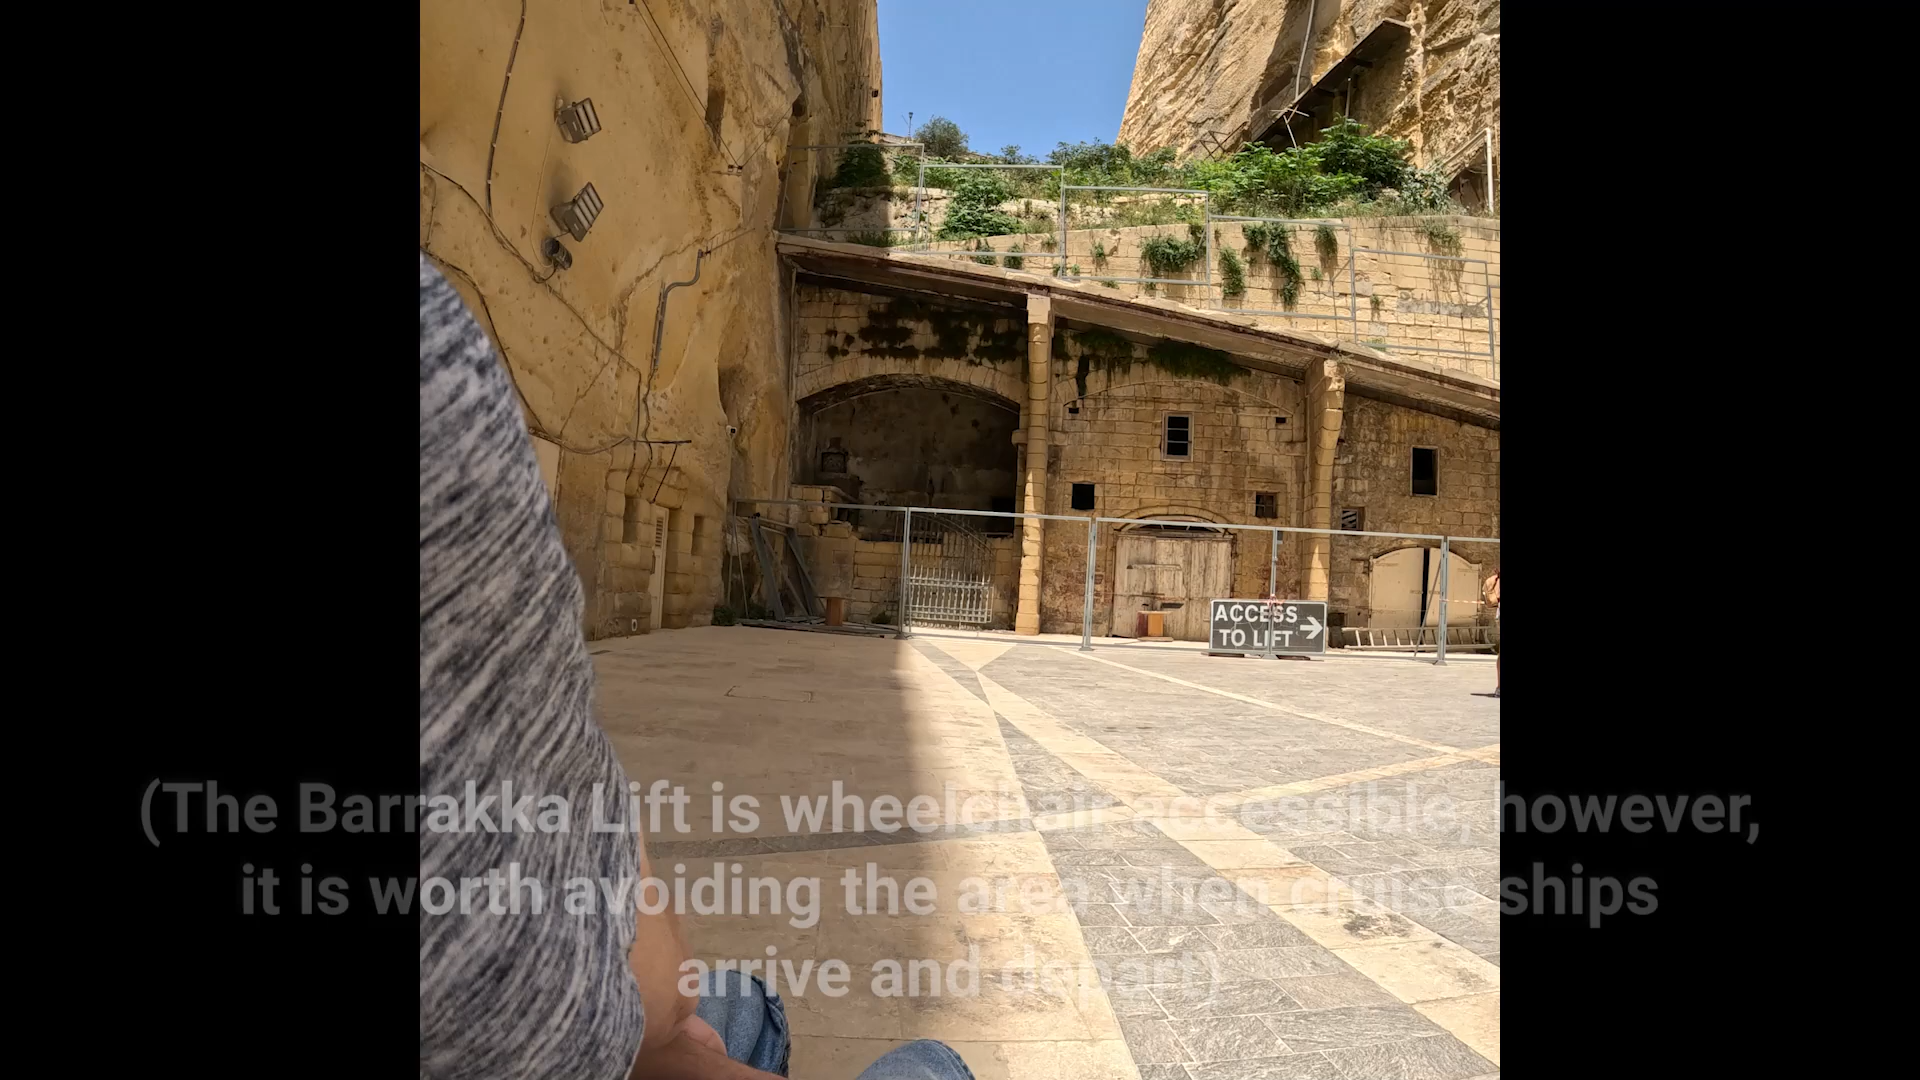 ACCESS
TO LIFT →
(The Barrakka Lift is wheelchair accessible, however,
it is worth avoiding the area when cruise ships
arrive and depart)